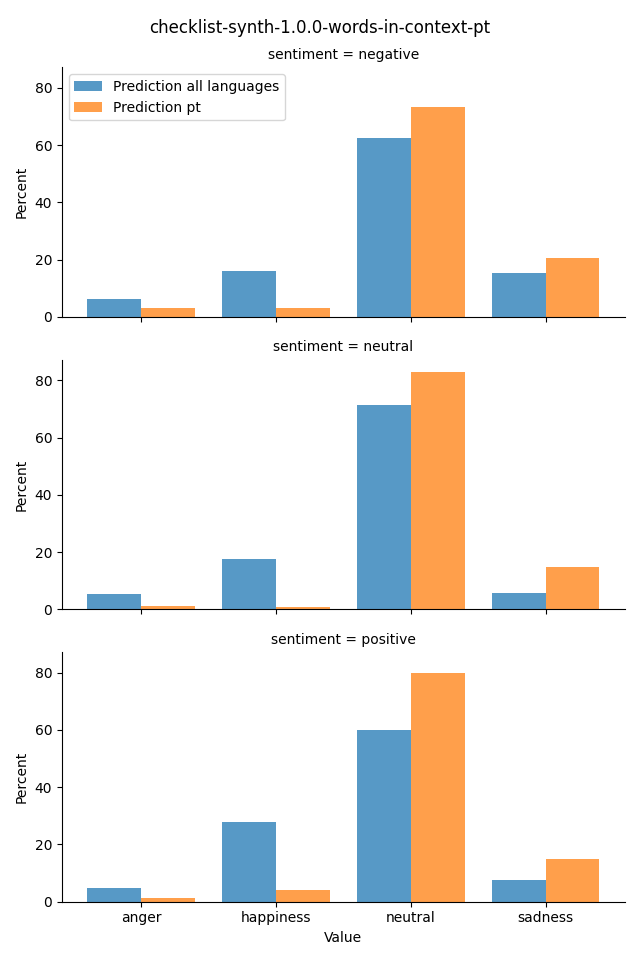 checklist-synth-1.0.0-words-in-context-pt
sentiment = negative
Prediction all languages
Prediction pt
80
60
40
20
0
Percent
sentiment = neutral
80
60
40
20
0
Percent
sentiment = positive
80
60
40
20
0
Percent
anger happiness neutral sadness
Value